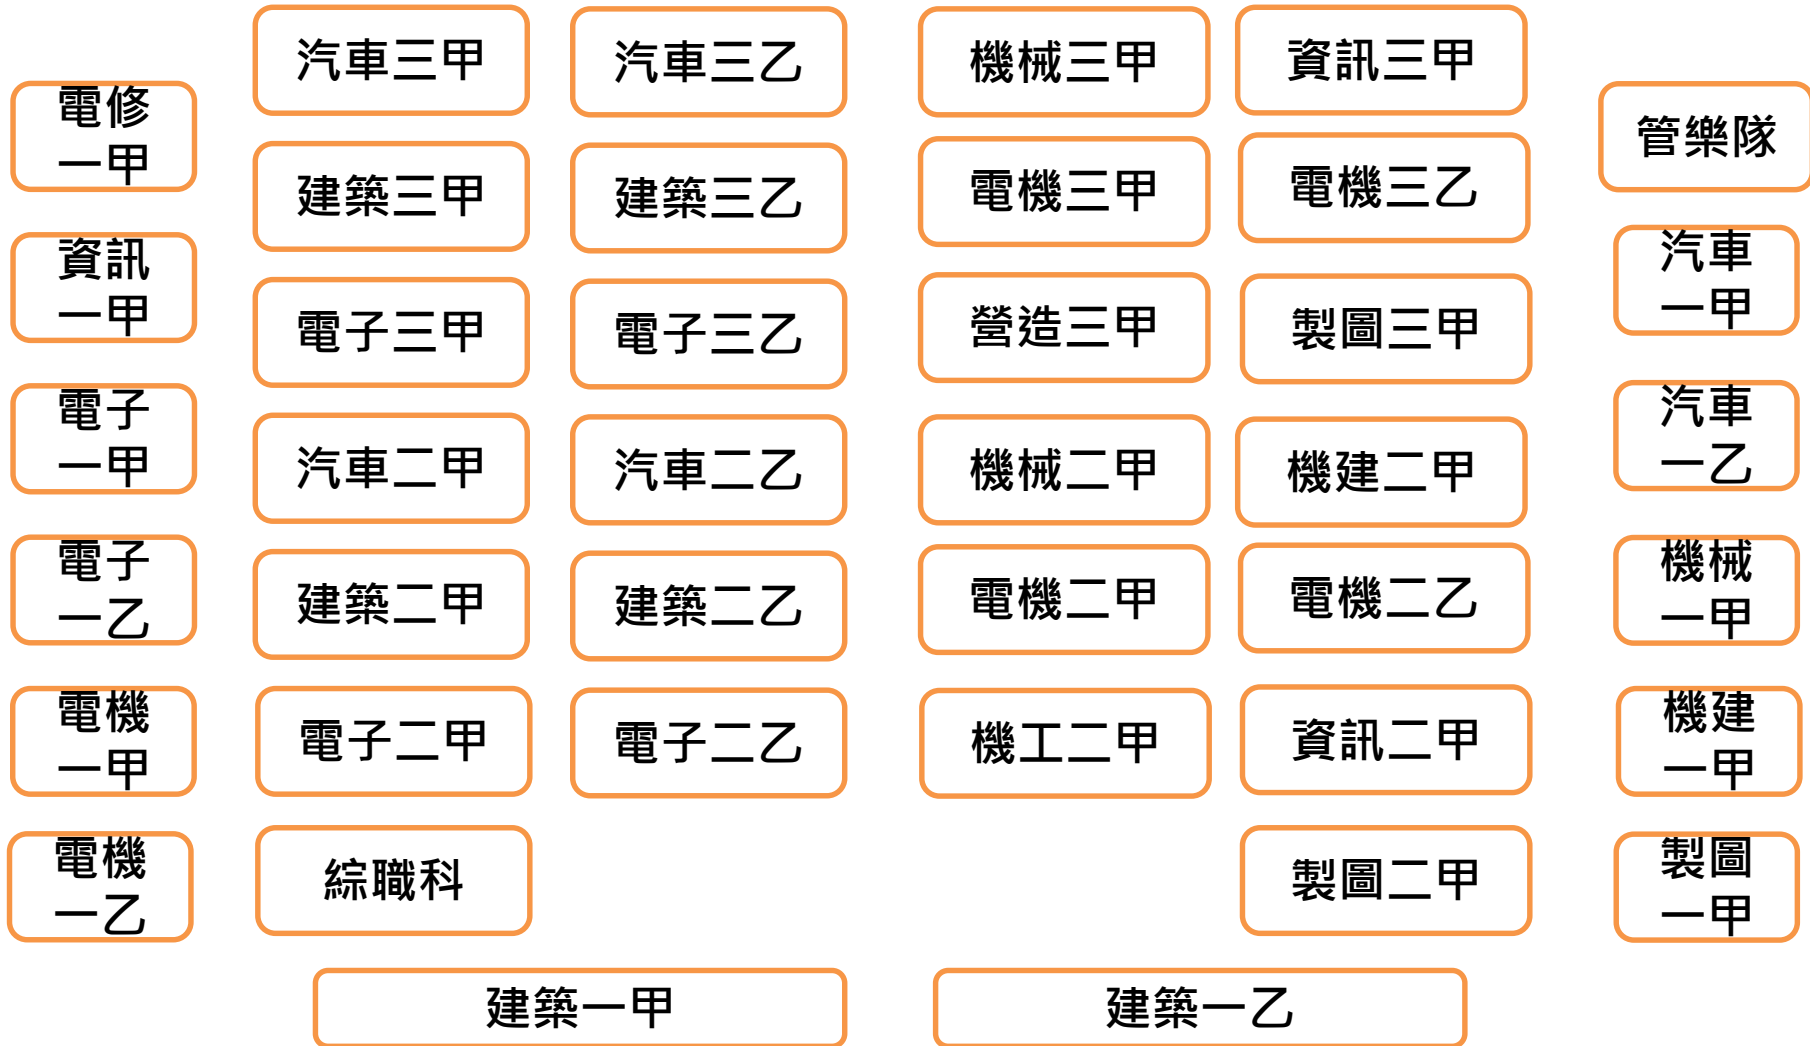 汽車三甲
汽車三乙
機械三甲
資訊三甲
電修
一甲
管樂隊
建築三甲
建築三乙
電機三甲
電機三乙
資訊
一甲
汽車
一甲
電子三甲
電子三乙
營造三甲
製圖三甲
電子
一甲
汽車
一乙
汽車二甲
汽車二乙
機械二甲
機建二甲
電子
一乙
機械
一甲
建築二甲
建築二乙
電機二甲
電機二乙
電機
一甲
機建
一甲
電子二甲
電子二乙
機工二甲
資訊二甲
電機
一乙
綜職科
製圖二甲
製圖
一甲
建築一甲
建築一乙